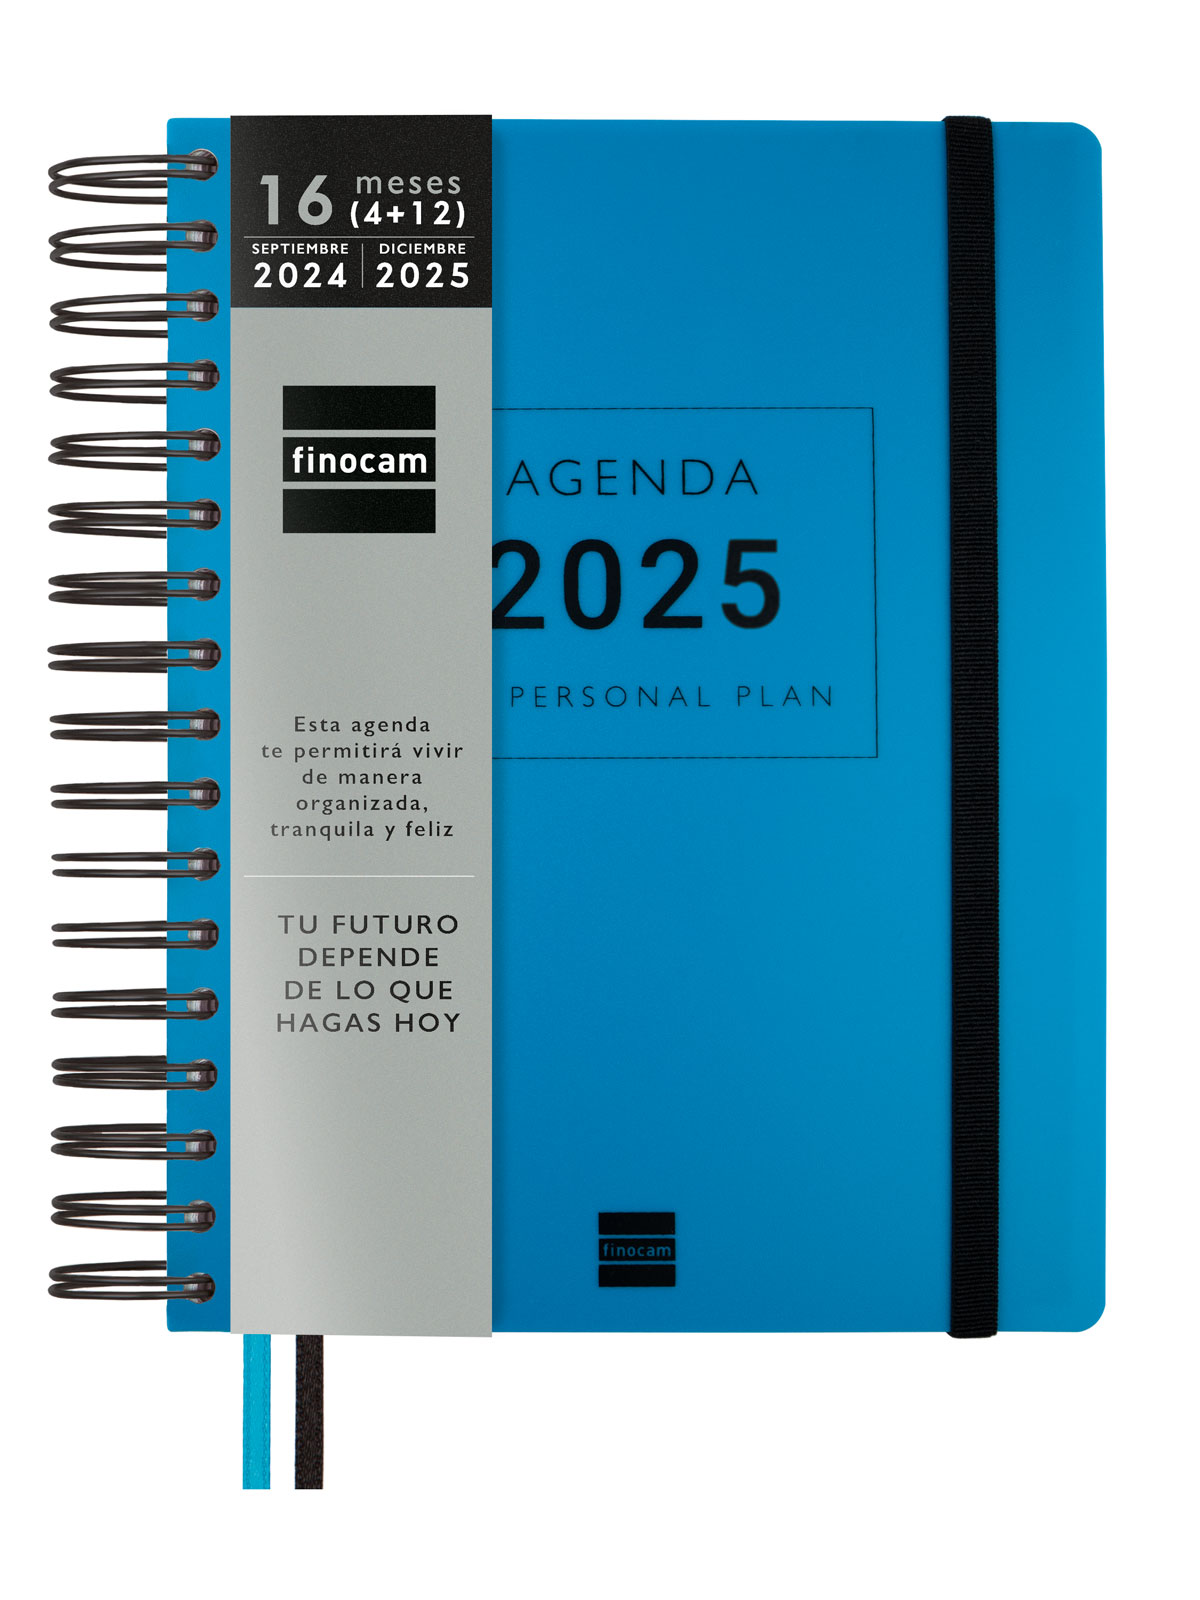 16 meses
(4+12)
SEPTIEMBRE
2024
DICIEMBRE
2025
finocam
AGENDA
2025
PERSONAL PLAN
Esta agenda
te permitirá vivir
de manera
organizada,
tranquila y feliz
TU FUTURO
DEPENDE
DE LO QUE
HAGAS HOY
finocam